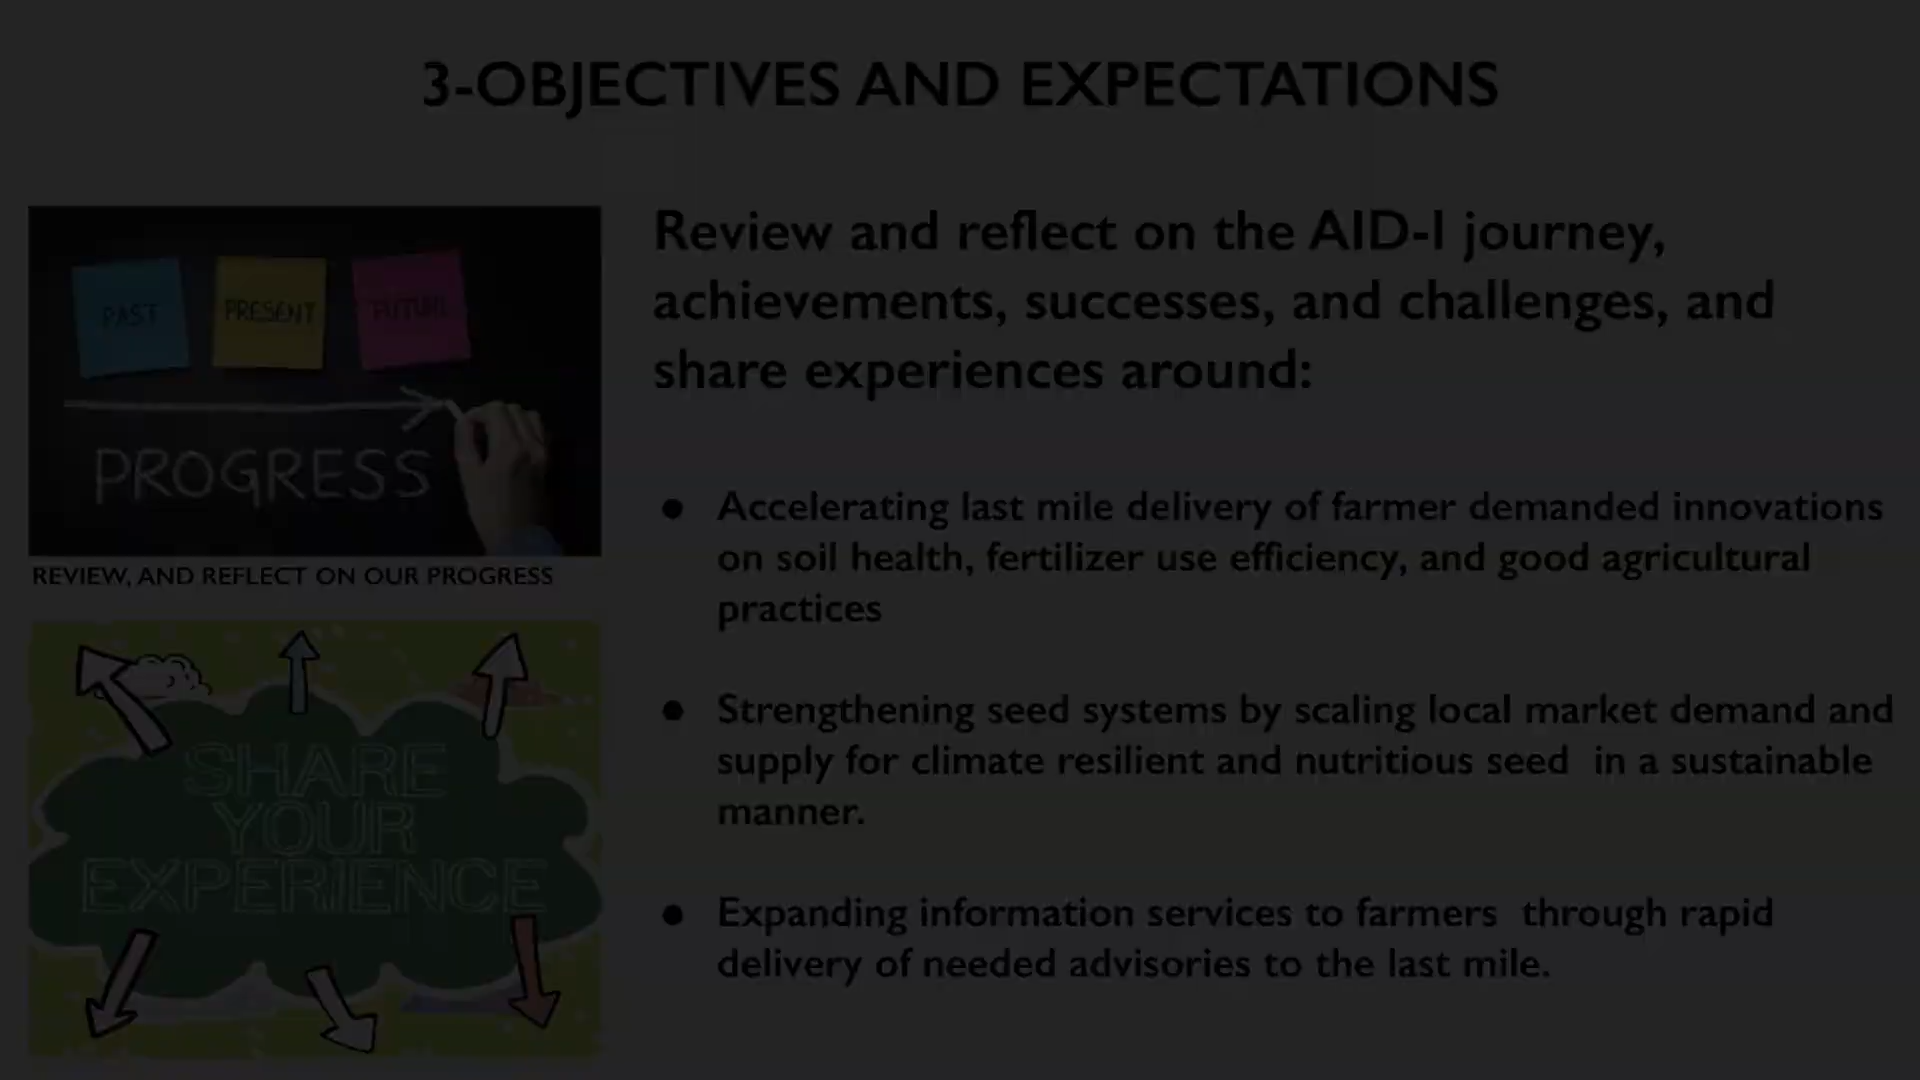 3-OBJECTIVES AND EXPECTATIONS
PAST
PRESENT
FUTURE
PROGRESS
REVIEW, AND REFLECT ON OUR PROGRESS
SHARE
YOUR
EXPERIENCE
Review and reflect on the AID-I journey,
achievements, successes, and challenges, and
share experiences around:
● Accelerating last mile delivery of farmer demanded innovations
on soil health, fertilizer use efficiency, and good agricultural
practices
● Strengthening seed systems by scaling local market demand and
supply for climate resilient and nutritious seed in a sustainable
manner.
● Expanding information services to farmers through rapid
delivery of needed advisories to the last mile.